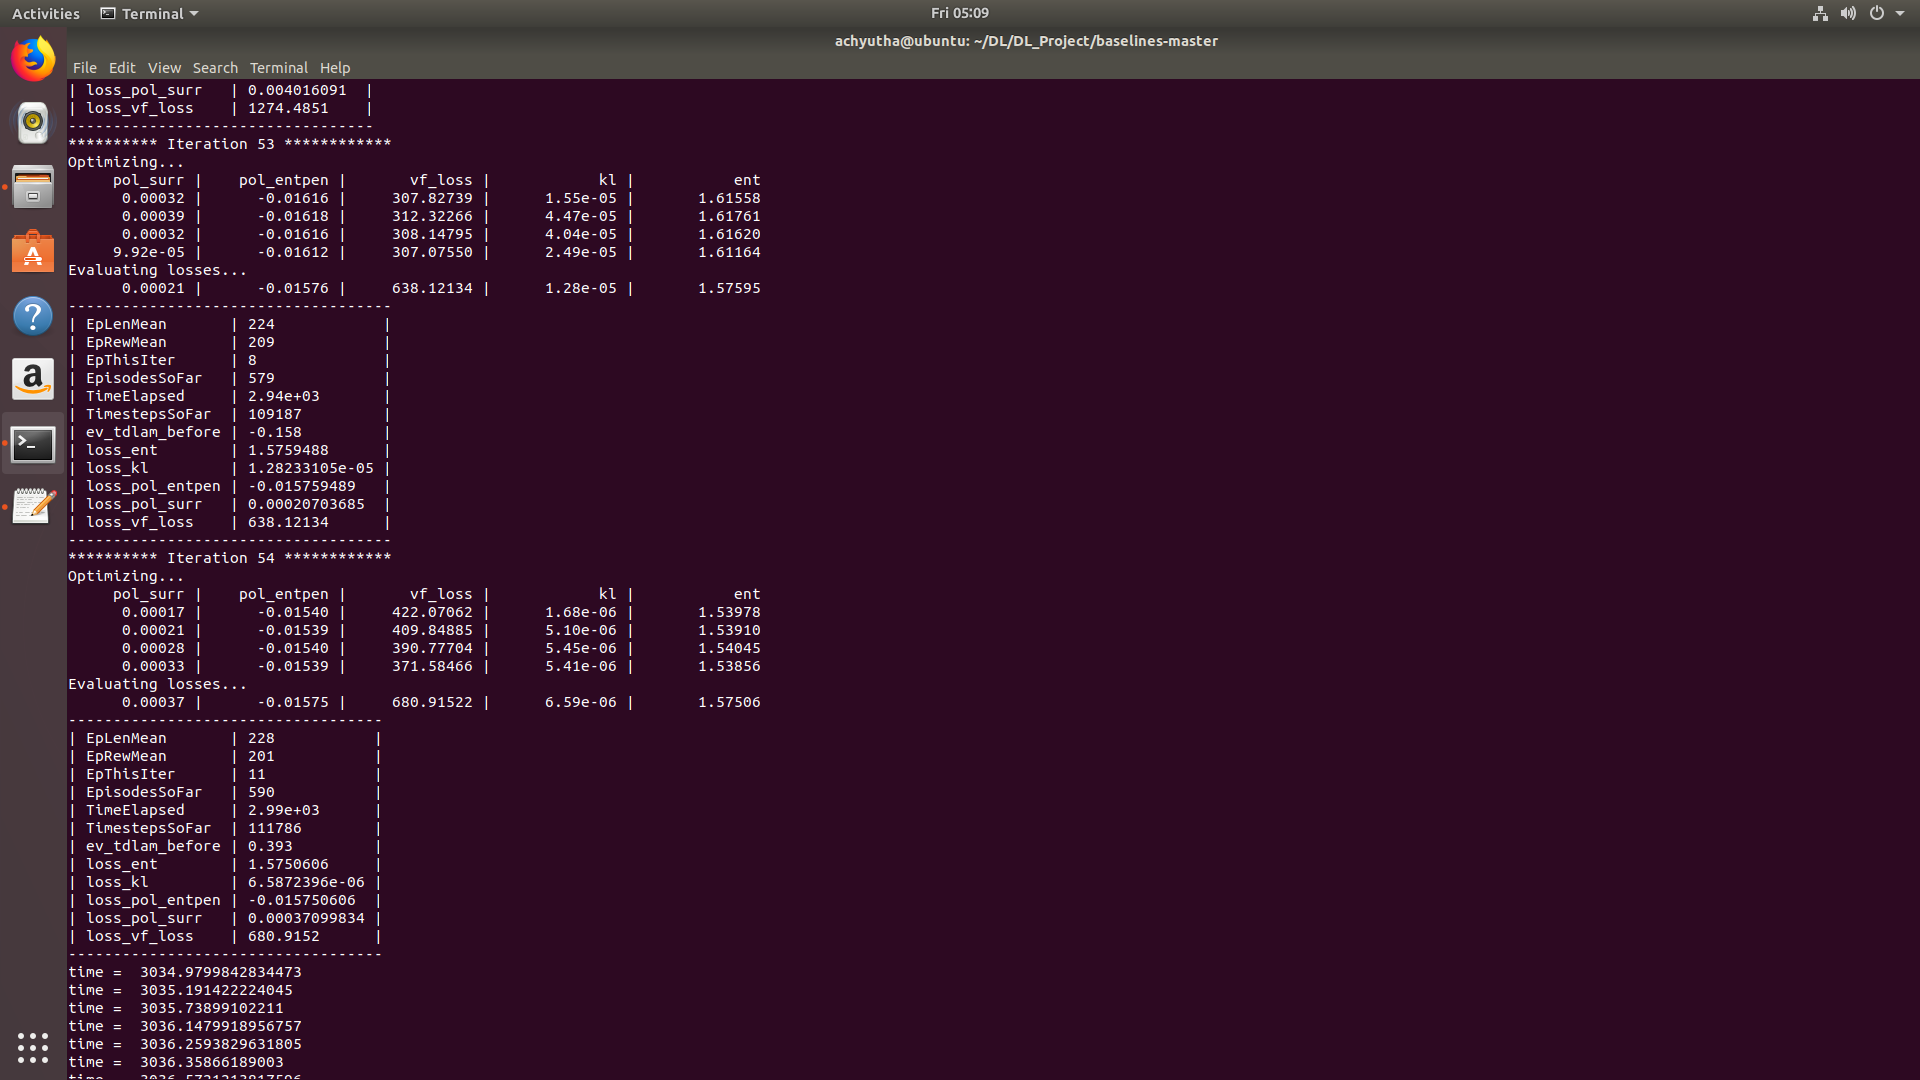 Activities Terminal Fri 05:09
achyutha@ubuntu: ~/DL/DL_Project/baselines-master
File Edit View Search Terminal Help
| loss_pol_surr   | 0.004016091  |
| loss_vf_loss    | 1274.4851    |
----------------------------------
********** Iteration 53 ************
Optimizing...
     pol_surr |    pol_entpen |       vf_loss |            kl |           ent
      0.00032 |      -0.01616 |     307.82739 |      1.55e-05 |       1.61558
      0.00039 |      -0.01618 |     312.32266 |      4.47e-05 |       1.61761
      0.00032 |      -0.01616 |     308.14795 |      4.04e-05 |       1.61620
     9.92e-05 |      -0.01612 |     307.07550 |      2.49e-05 |       1.61164
Evaluating losses...
      0.00021 |      -0.01576 |     638.12134 |      1.28e-05 |       1.57595
------------------------------------
| EpLenMean       | 224            |
| EpRewMean       | 209            |
| EpThisIter      | 8              |
| EpisodesSoFar   | 579            |
| TimeElapsed     | 2.94e+03       |
| TimestepsSoFar  | 109187         |
| ev_tdlam_before | -0.158         |
| loss_ent        | 1.5759488      |
| loss_kl         | 1.28233105e-05 |
| loss_pol_entpen | -0.015759489   |
| loss_pol_surr   | 0.00020703685  |
| loss_vf_loss    | 638.12134      |
------------------------------------
********** Iteration 54 ************
Optimizing...
     pol_surr |    pol_entpen |       vf_loss |            kl |           ent
      0.00017 |      -0.01540 |     422.07062 |      1.68e-06 |       1.53978
      0.00021 |      -0.01539 |     409.84885 |      5.10e-06 |       1.53910
      0.00028 |      -0.01540 |     390.77704 |      5.45e-06 |       1.54045
      0.00033 |      -0.01539 |     371.58466 |      5.41e-06 |       1.53856
Evaluating losses...
      0.00037 |      -0.01575 |     680.91522 |      6.59e-06 |       1.57506
-----------------------------------
| EpLenMean       | 228           |
| EpRewMean       | 201           |
| EpThisIter      | 11            |
| EpisodesSoFar   | 590           |
| TimeElapsed     | 2.99e+03      |
| TimestepsSoFar  | 111786        |
| ev_tdlam_before | 0.393         |
| loss_ent        | 1.5750606     |
| loss_kl         | 6.5872396e-06 |
| loss_pol_entpen | -0.015750606  |
| loss_pol_surr   | 0.00037099834 |
| loss_vf_loss    | 680.9152      |
-----------------------------------
time =  3034.9799842834473
time =  3035.191422224045
time =  3035.73899102211
time =  3036.1479918956757
time =  3036.2593829631805
time =  3036.35866189003
time =